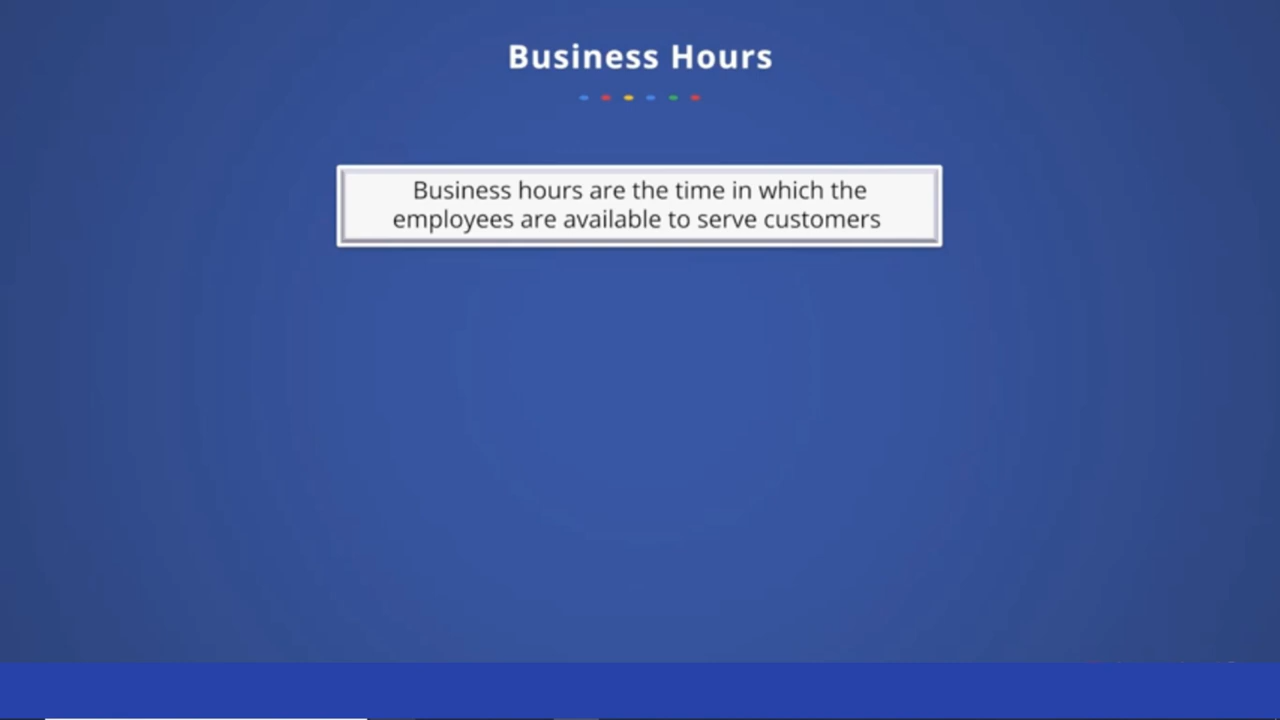 Business Hours
Business hours are the time in which the
employees are available to serve customers